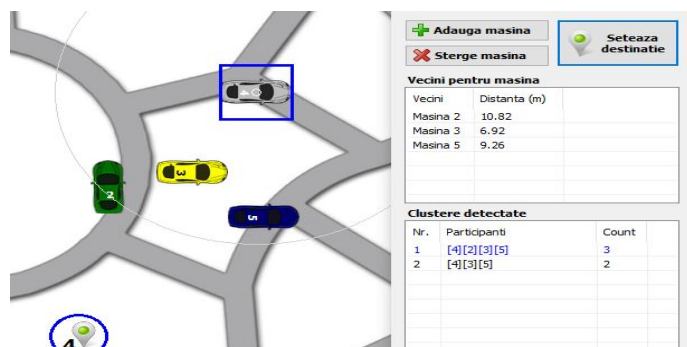 Adauga masina
Sterge masina
Seteaza
destinatie
Vecini pentru masina
Vecini Distanta (m)
Masina 2 10.82
Masina 3 6.92
Masina 5 9.26
Clustere detectate
Nr. Participanti Count
1 [4][2][3][5] 3
2 [4][3][5] 2
4
2
3
5
4